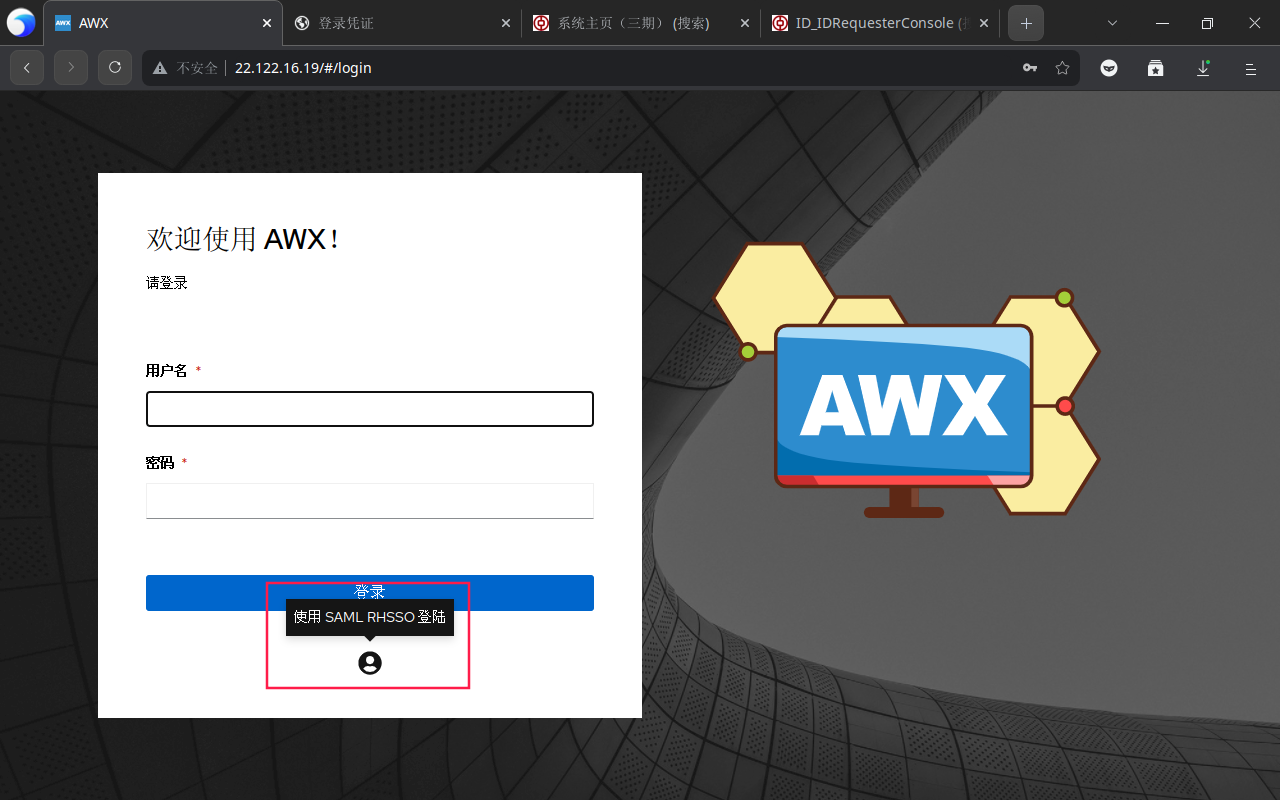 AWX
登录凭证
系统主页（三期） (搜索)
ID_IDRequesterConsole
不安全
22.122.16.19/#/login
欢迎使用 AWX！
请登录
用户名 *
密码 *
登录
使用 SAML RHSSO 登陆
AWX